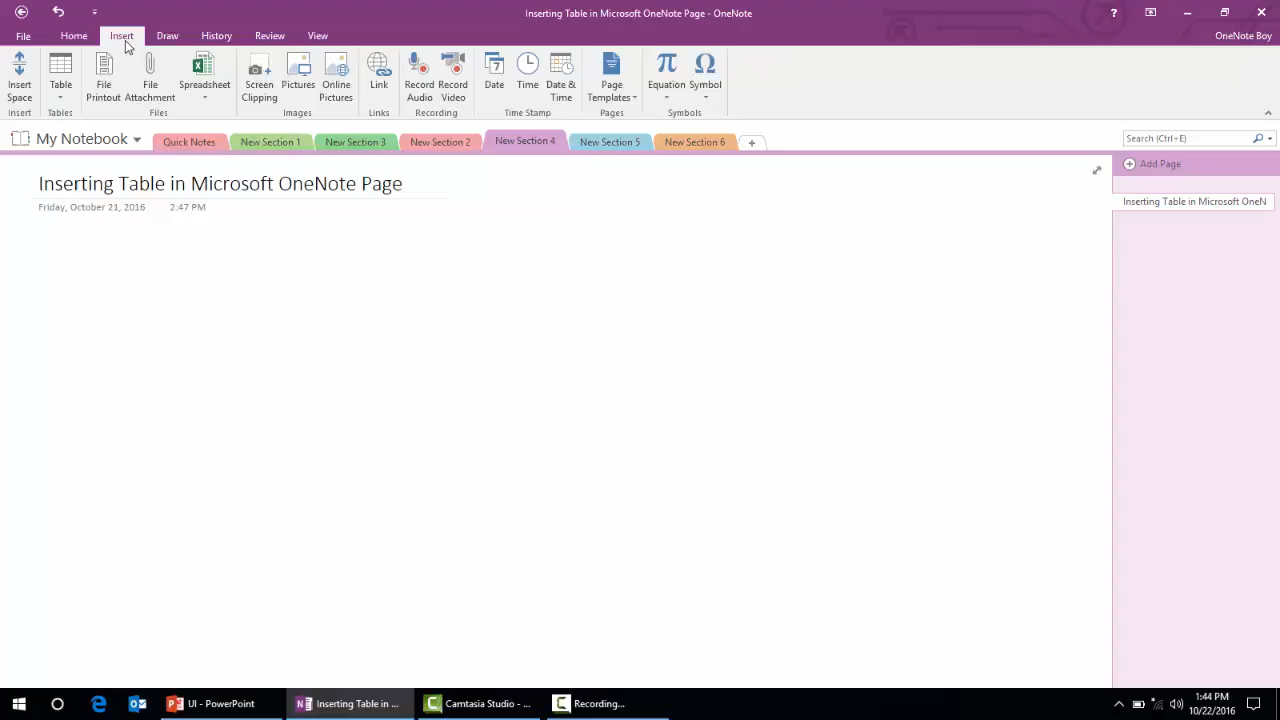 Inserting Table in Microsoft OneNote Page - OneNote
?
File Home Insert Draw History Review View OneNote Boy
Insert Space Table File Printout File Attachment Spreadsheet Screen Clipping Pictures Online Pictures Link Record Audio Record Video Date Time Date & Time Page Templates Equation Symbol
Insert Tables Files Images Links Recording Time Stamp Pages Symbols
My Notebook Quick Notes New Section 1 New Section 3 New Section 2 New Section 4 New Section 5 New Section 6 + Search (Ctrl+E)
Inserting Table in Microsoft OneNote Page
Friday, October 21, 2016 2:47 PM
Add Page
Inserting Table in Microsoft OneN
UI - PowerPoint Inserting Table in ... Camtasia Studio - ... Recording...
1:44 PM
10/22/2016